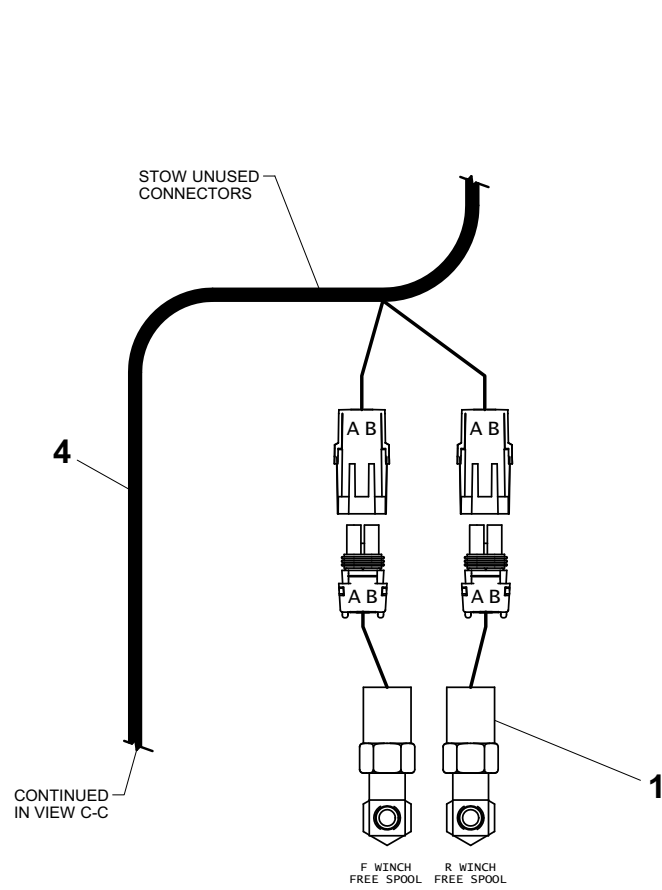 STOW UNUSED
CONNECTORS
A B
A B
4
A B
A B
1
CONTINUED
IN VIEW C-C
F WINCH
FREE SPOOL
R WINCH
FREE SPOOL